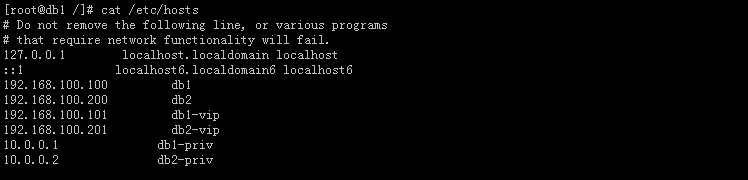 [root@db1 /]# cat /etc/hosts
# Do not remove the following line, or various programs
# that require network functionality will fail.
127.0.0.1       localhost.localdomain localhost
::1             localhost6.localdomain6 localhost6
192.168.100.100        db1
192.168.100.200        db2
192.168.100.101        db1-vip
192.168.100.201        db2-vip
10.0.0.1             db1-priv
10.0.0.2             db2-priv